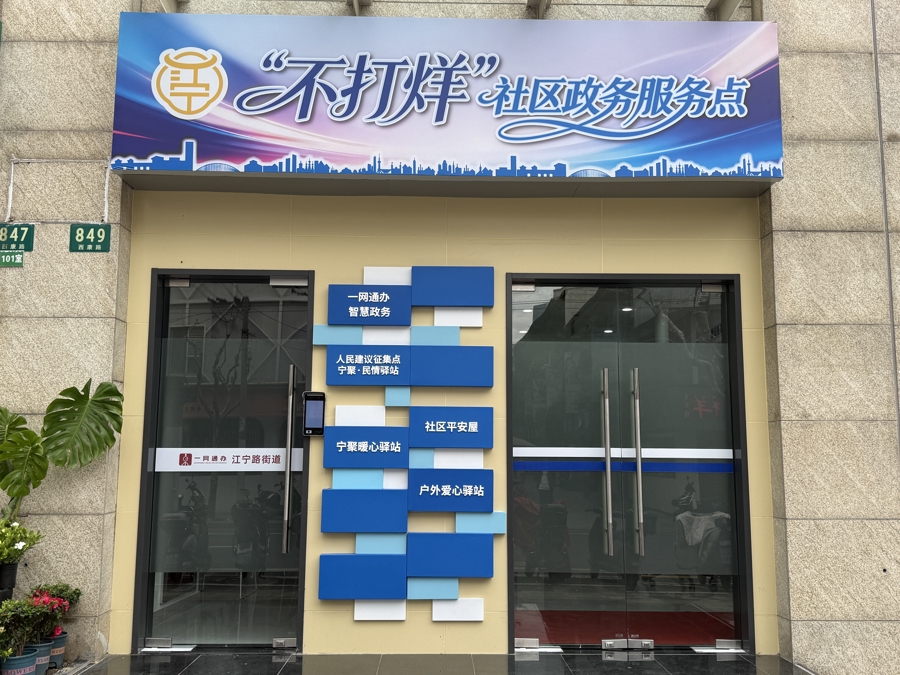 “不打烊”社区政务服务点
847
西康路
101室
849
西康路
一网通办
智慧政务
人民建议征集点
宁聚·民情驿站
社区平安屋
宁聚暖心驿站
户外爱心驿站
一网通办 江宁路街道